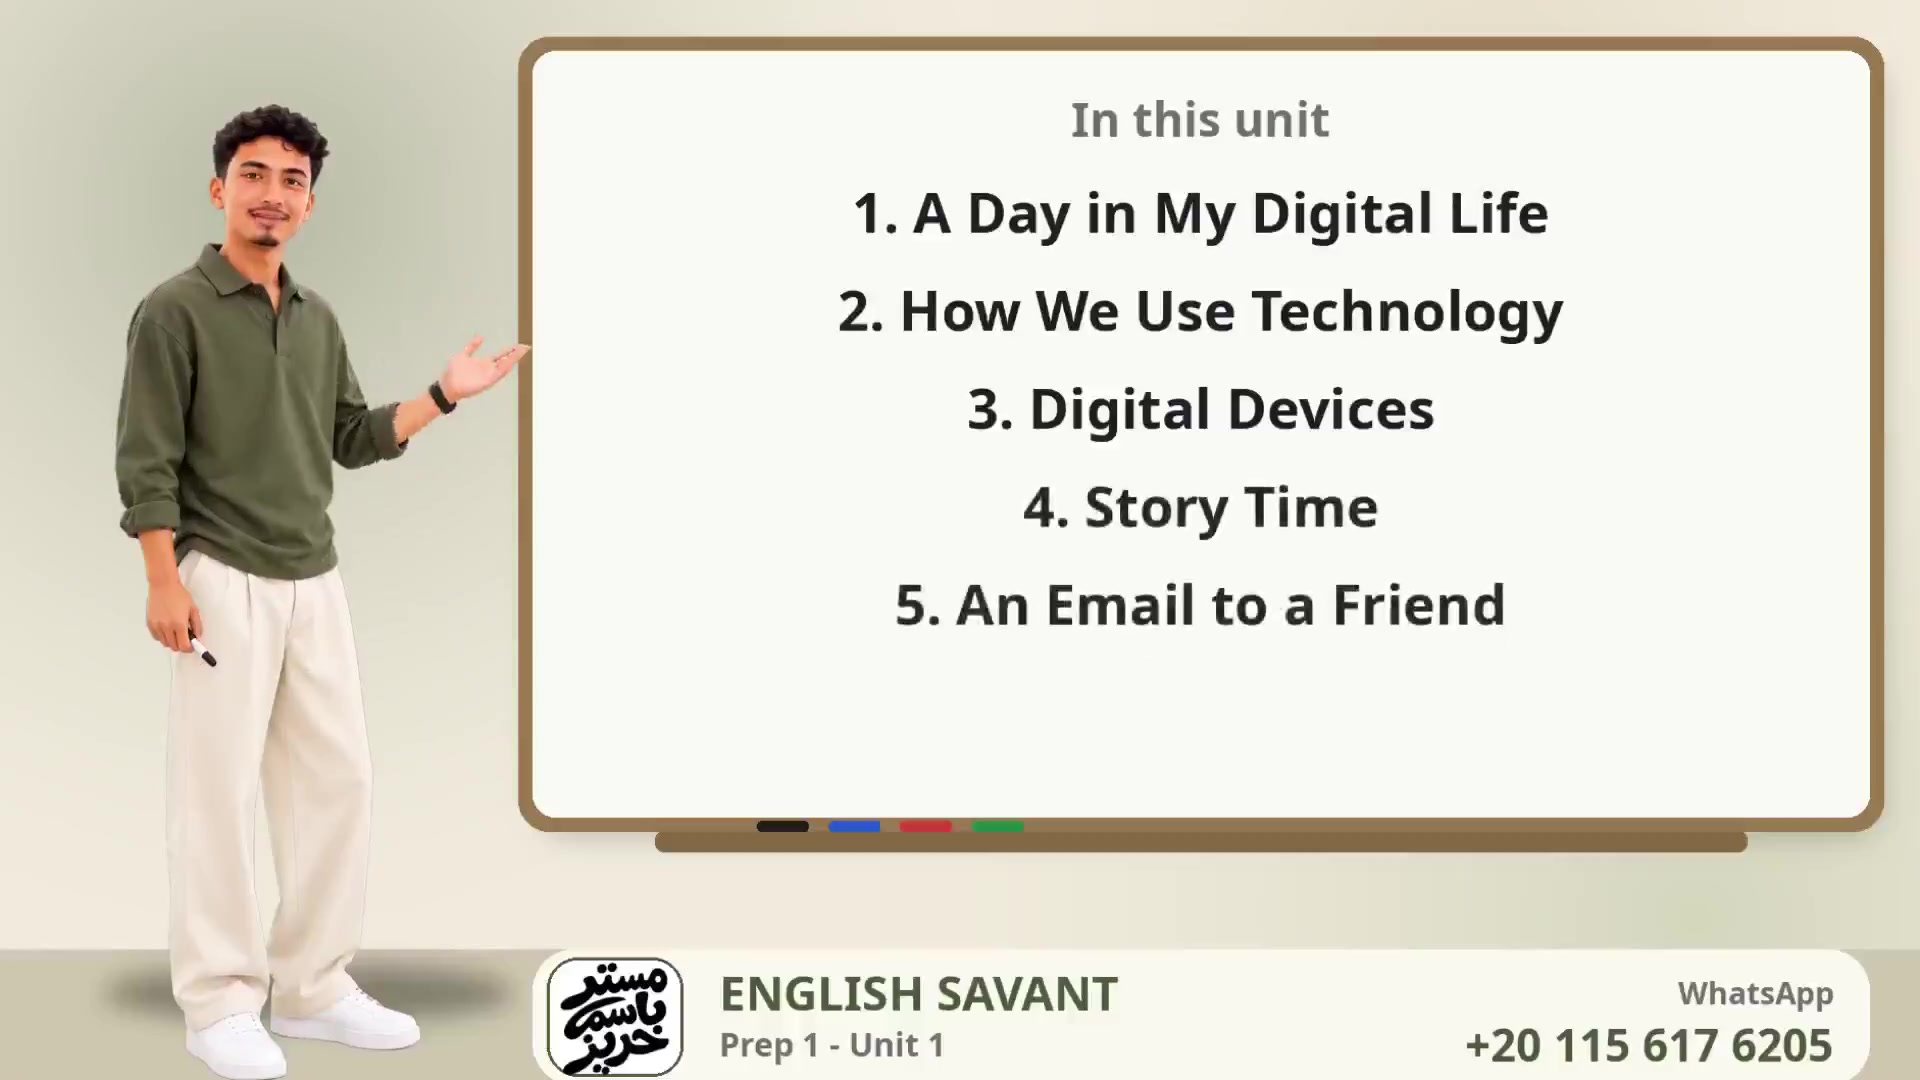 In this unit
1. A Day in My Digital Life
2. How We Use Technology
3. Digital Devices
4. Story Time
5. An Email to a Friend
مستر
باسم
حريز
ENGLISH SAVANT
Prep 1 - Unit 1
WhatsApp
+20 115 617 6205